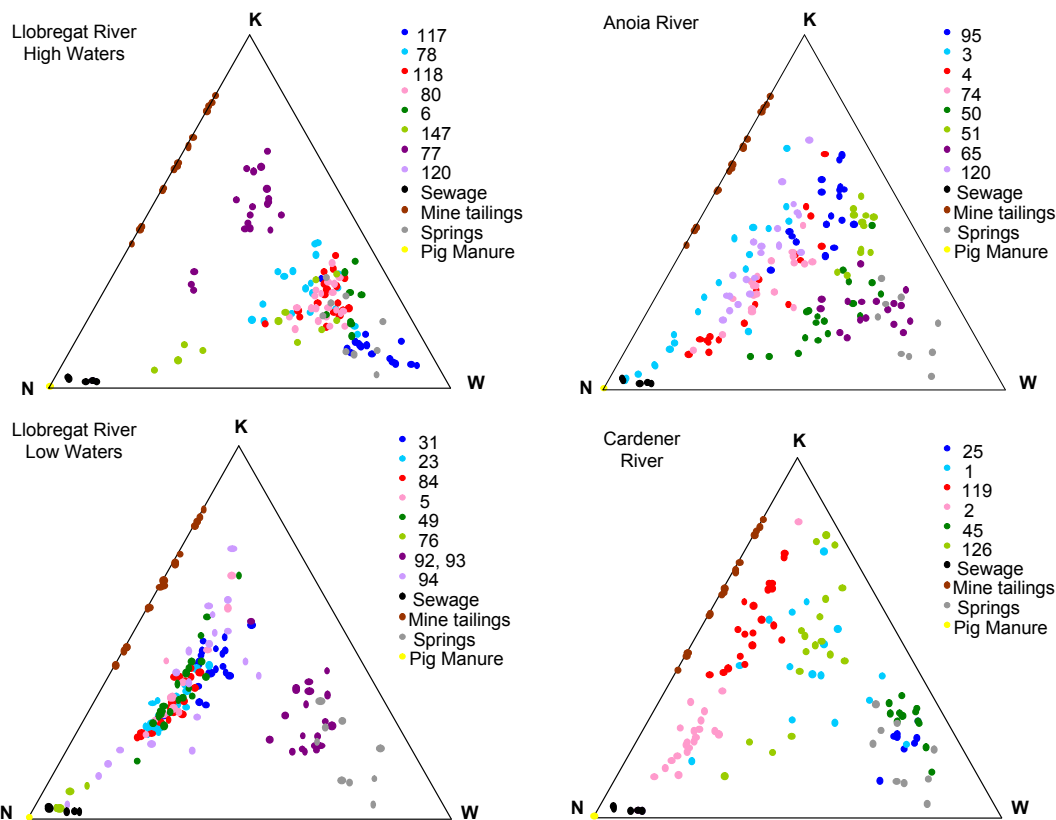 Llobregat River
High Waters
K
N
W
117
78
118
80
6
147
77
120
Sewage
Mine tailings
Springs
Pig Manure
Anoia River
K
N
W
95
3
4
74
50
51
65
120
Sewage
Mine tailings
Springs
Pig Manure
Llobregat River
Low Waters
K
N
W
31
23
84
5
49
76
92, 93
94
Sewage
Mine tailings
Springs
Pig Manure
Cardener
River
K
N
W
25
1
119
2
45
126
Sewage
Mine tailings
Springs
Pig Manure